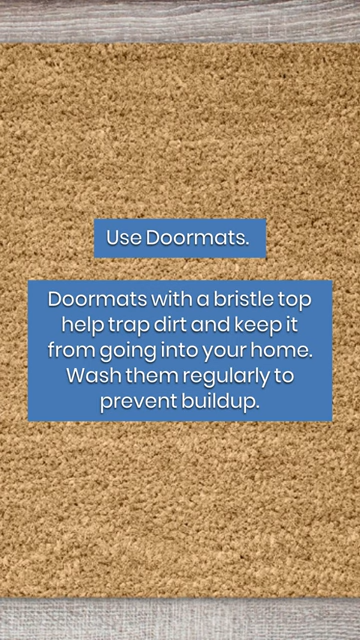 Use Doormats.
Doormats with a bristle top
help trap dirt and keep it
from going into your home.
Wash them regularly to
prevent buildup.